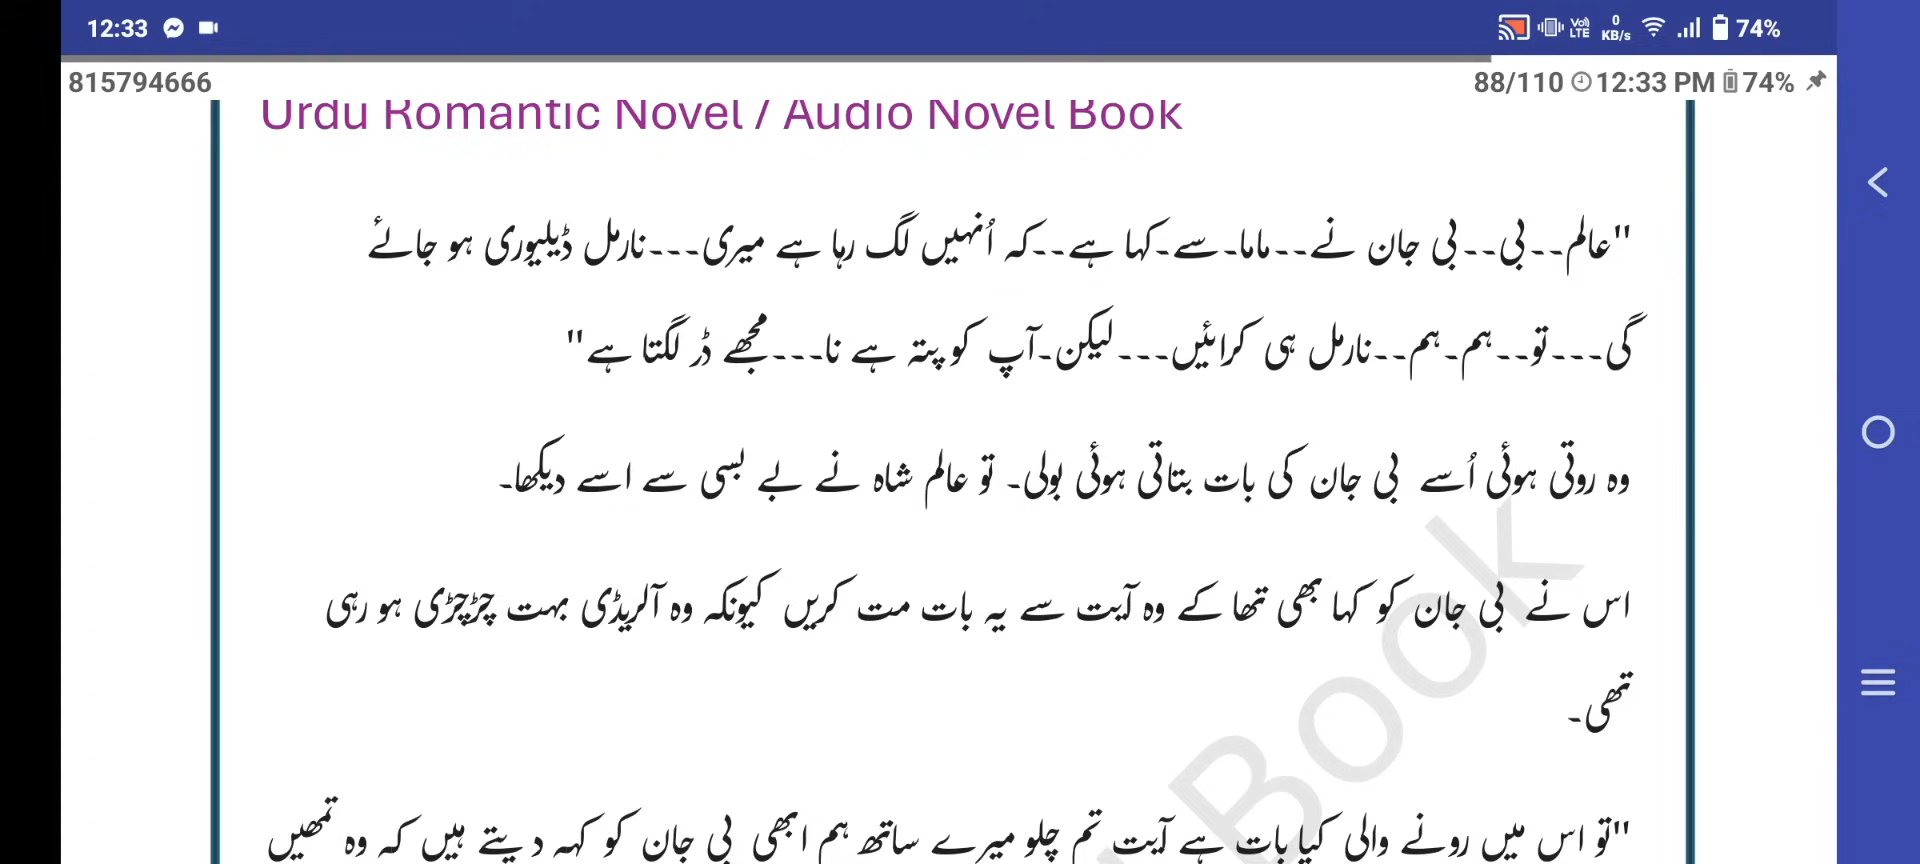 12:33
0 KB/s VoLTE 74%
815794666
88/110 12:33 PM 74%
Urdu Romantic Novel / Audio Novel Book
"عالم--بی--بی جان نے--ماما-سے-کہا ہے--کہ اُنہیں لگ رہا ہے میری---نارمل ڈیلیوری ہو جائے
گی---تو--ہم-ہم--نارمل ہی کرائیں---لیکن-آپ کو پتہ ہے نا---مجھے ڈر لگتا ہے"
وہ روتی ہوئی اُسے بی جان کی بات بتاتی ہوئی بولی۔ تو عالم شاہ نے بے بسی سے اسے دیکھا۔
اس نے بی جان کو کہا بھی تھا کے وہ آیت سے یہ بات مت کریں کیونکہ وہ آلریڈی بہت چڑچڑی ہو رہی
تھی۔
"تو اس میں رونے والی کیا بات ہے آیت تم چلو میرے ساتھ ہم ابھی بی جان کو کہہ دیتے ہیں کہ وہ تمھیں
Book